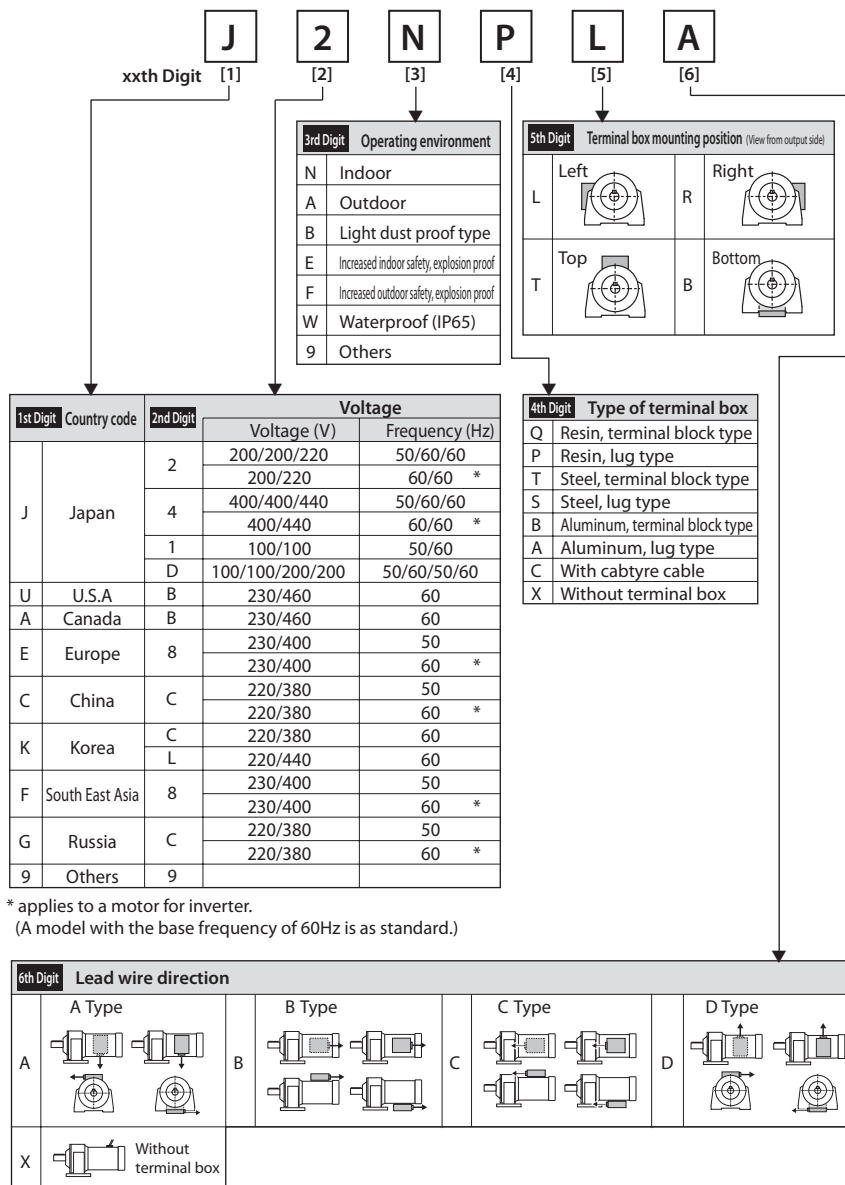 J 2 N P L A
xxth Digit [1] [2] [3] [4] [5] [6]
3rd Digit Operating environment
N Indoor
A Outdoor
B Light dust proof type
E Increased indoor safety, explosion proof
F Increased outdoor safety, explosion proof
W Waterproof (IP65)
9 Others
5th Digit Terminal box mounting position (View from output side)
L Left R Right
T Top B Bottom
1st Digit Country code 2nd Digit Voltage
Voltage (V) Frequency (Hz)
J Japan 2 200/200/220 50/60/60
200/220 60/60 *
4 400/400/440 50/60/60
400/440 60/60 *
1 100/100 50/60
D 100/100/200/200 50/60/50/60
U U.S.A B 230/460 60
A Canada B 230/460 60
E Europe 8 230/400 50
230/400 60 *
C China C 220/380 50
220/380 60 *
K Korea C 220/380 60
L 220/440 60
F South East Asia 8 230/400 50
230/400 60 *
G Russia C 220/380 50
220/380 60 *
9 Others 9
4th Digit Type of terminal box
Q Resin, terminal block type
P Resin, lug type
T Steel, terminal block type
S Steel, lug type
B Aluminum, terminal block type
A Aluminum, lug type
C With cabtyre cable
X Without terminal box
* applies to a motor for inverter.
(A model with the base frequency of 60Hz is as standard.)
6th Digit Lead wire direction
A A Type B B Type C C Type D D Type
X Without
terminal box